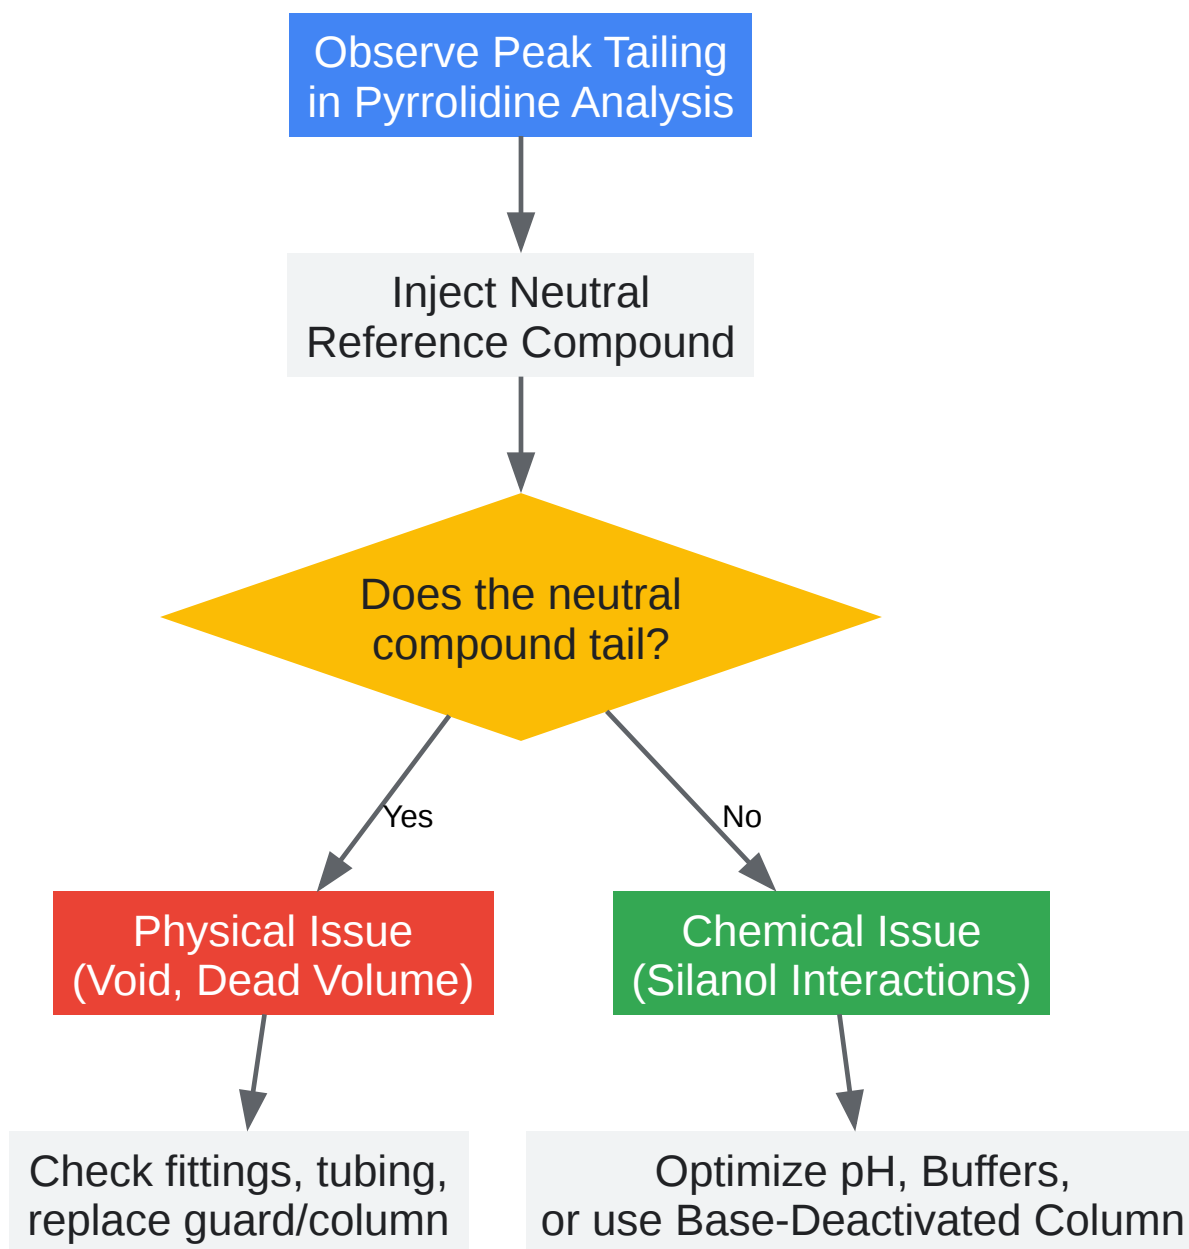 Observe Peak Tailing
in Pyrrolidine Analysis
Inject Neutral
Reference Compound
Does the neutral
compound tail?
Yes
No
Physical Issue
(Void, Dead Volume)
Chemical Issue
(Silanol Interactions)
Check fittings, tubing,
replace guard/column
Optimize pH, Buffers,
or use Base-Deactivated Column